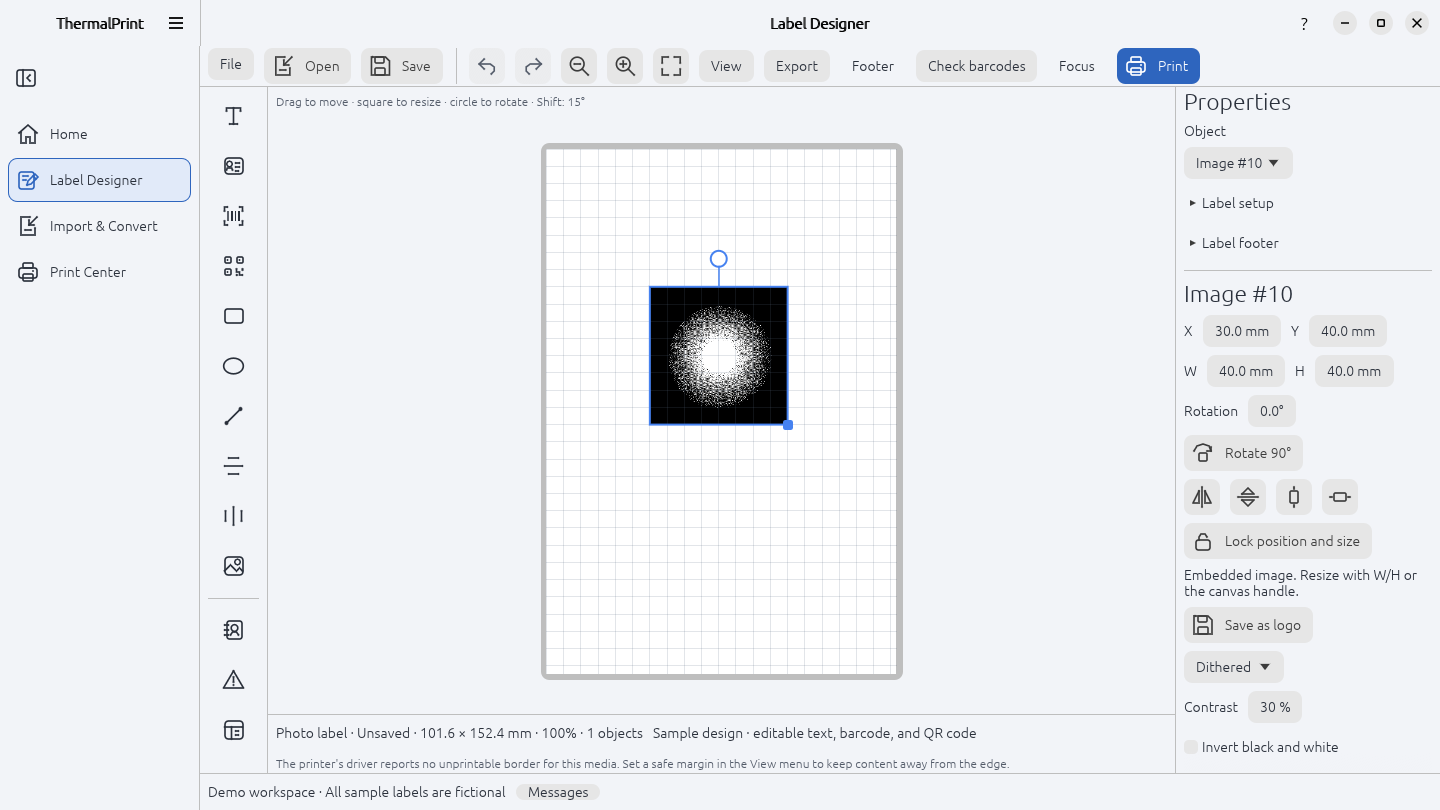 ThermalPrint
Label Designer
?
File
Open
Save
View
Export
Footer
Check barcodes
Focus
Print
Home
Label Designer
Import & Convert
Print Center
Drag to move · square to resize · circle to rotate · Shift: 15°
Properties
Object
Image #10
Label setup
Label footer
Image #10
X 30.0 mm Y 40.0 mm
W 40.0 mm H 40.0 mm
Rotation 0.0°
Rotate 90°
Lock position and size
Embedded image. Resize with W/H or
the canvas handle.
Save as logo
Dithered
Contrast 30 %
Invert black and white
Photo label · Unsaved · 101.6 × 152.4 mm · 100% · 1 objects Sample design · editable text, barcode, and QR code
The printer's driver reports no unprintable border for this media. Set a safe margin in the View menu to keep content away from the edge.
Demo workspace · All sample labels are fictional
Messages